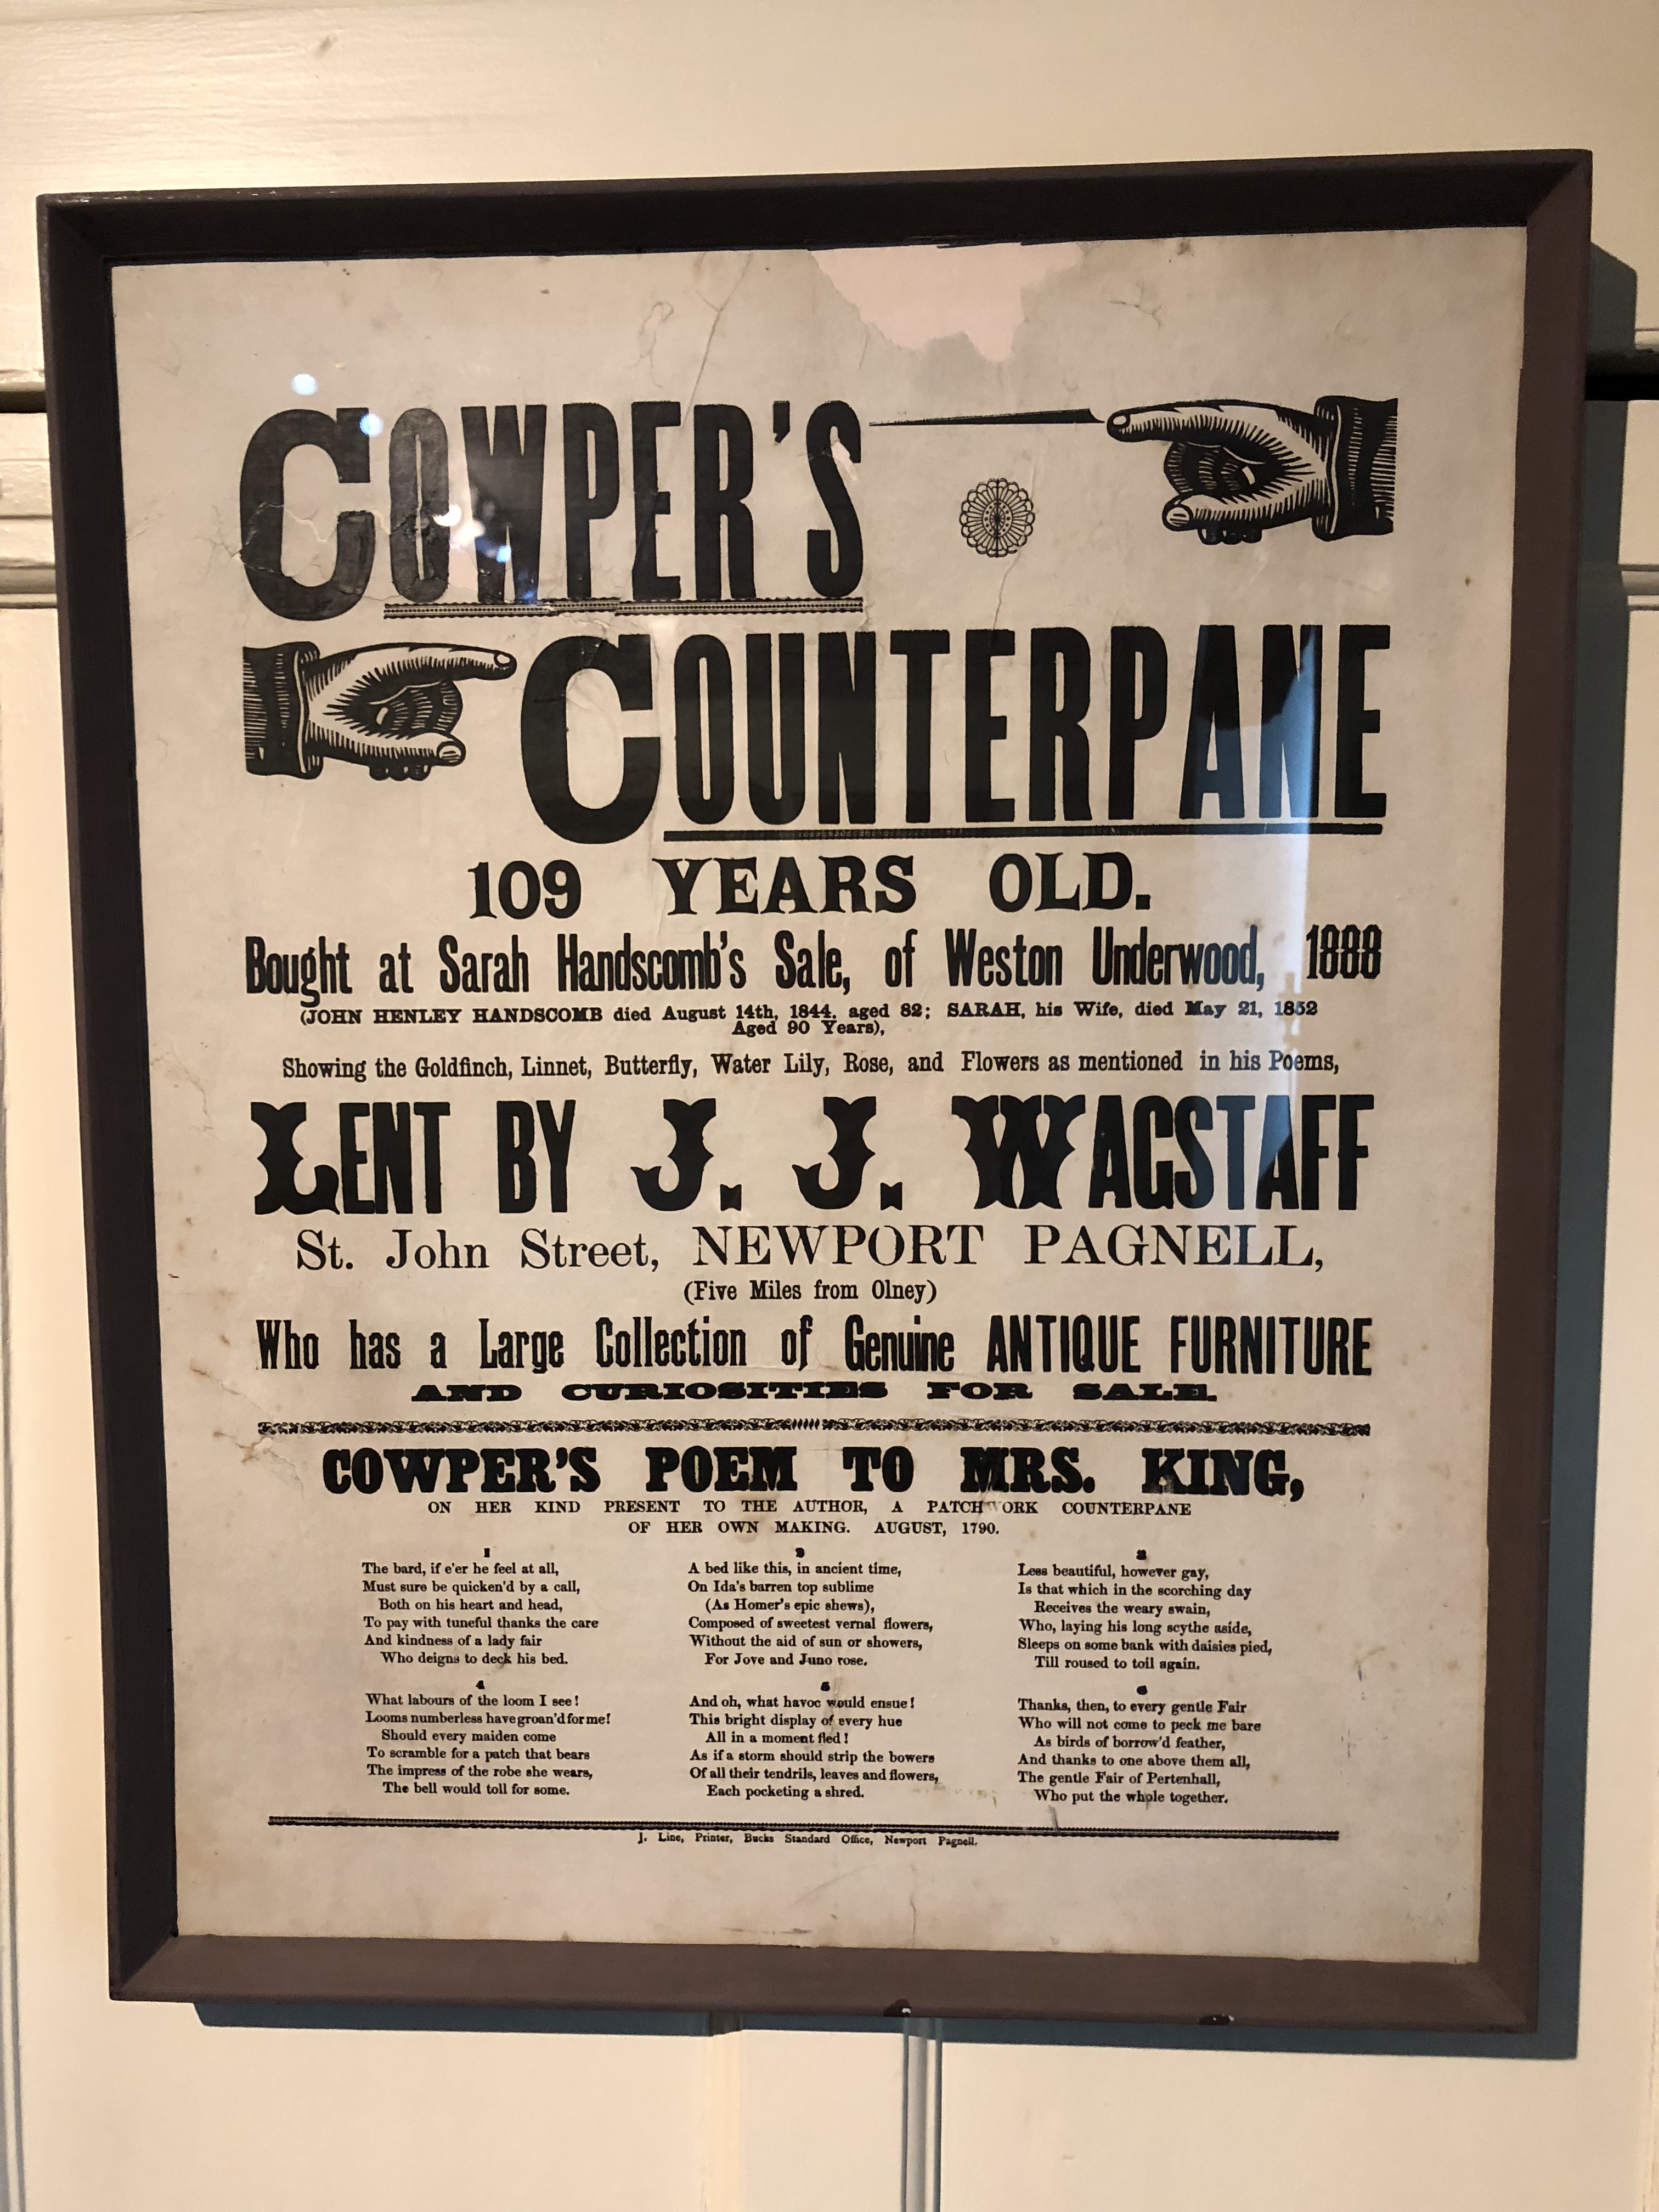 COWPER'S
COUNTERPANE
109 YEARS OLD.
Bought at Sarah Handscomb's Sale, of Weston Underwood, 1888
(JOHN HENLEY HANDSCOMB died August 14th, 1844, aged 82; SARAH, his Wife, died May 21, 1852
Aged 90 Years),
Showing the Goldfinch, Linnet, Butterfly, Water Lily, Rose, and Flowers as mentioned in his Poems,
LENT BY J. J. WAGSTAFF
St. John Street, NEWPORT PAGNELL,
(Five Miles from Olney)
Who has a Large Collection of Genuine ANTIQUE FURNITURE
AND CURIOSITIES FOR SALE.
COWPER'S POEM TO MRS. KING,
ON HER KIND PRESENT TO THE AUTHOR, A PATCHWORK COUNTERPANE
OF HER OWN MAKING. AUGUST, 1790.
1
The bard, if e'er he feel at all,
Must sure be quicken'd by a call,
Both on his heart and head,
To pay with tuneful thanks the care
And kindness of a lady fair
Who deigns to deck his bed.
2
A bed like this, in ancient time,
On Ida's barren top sublime
(As Homer's epic shews),
Composed of sweetest vernal flowers,
Without the aid of sun or showers,
For Jove and Juno rose.
3
Less beautiful, however gay,
Is that which in the scorching day
Receives the weary swain,
Who, laying his long scythe aside,
Sleeps on some bank with daisies pied,
Till roused to toil again.
4
What labours of the loom I see!
Looms numberless have groan'd for me!
Should every maiden come
To scramble for a patch that bears
The impress of the robe she wears,
The bell would toll for some.
5
And oh, what havoc would ensue!
This bright display of every hue
All in a moment fled!
As if a storm should strip the bowers
Of all their tendrils, leaves and flowers,
Each pocketing a shred.
6
Thanks, then, to every gentle Fair
Who will not come to peck me bare
As birds of borrow'd feather,
And thanks to one above them all,
The gentle Fair of Pertenhall,
Who put the whole together.
J. Line, Printer, Bucks Standard Office, Newport Pagnell.